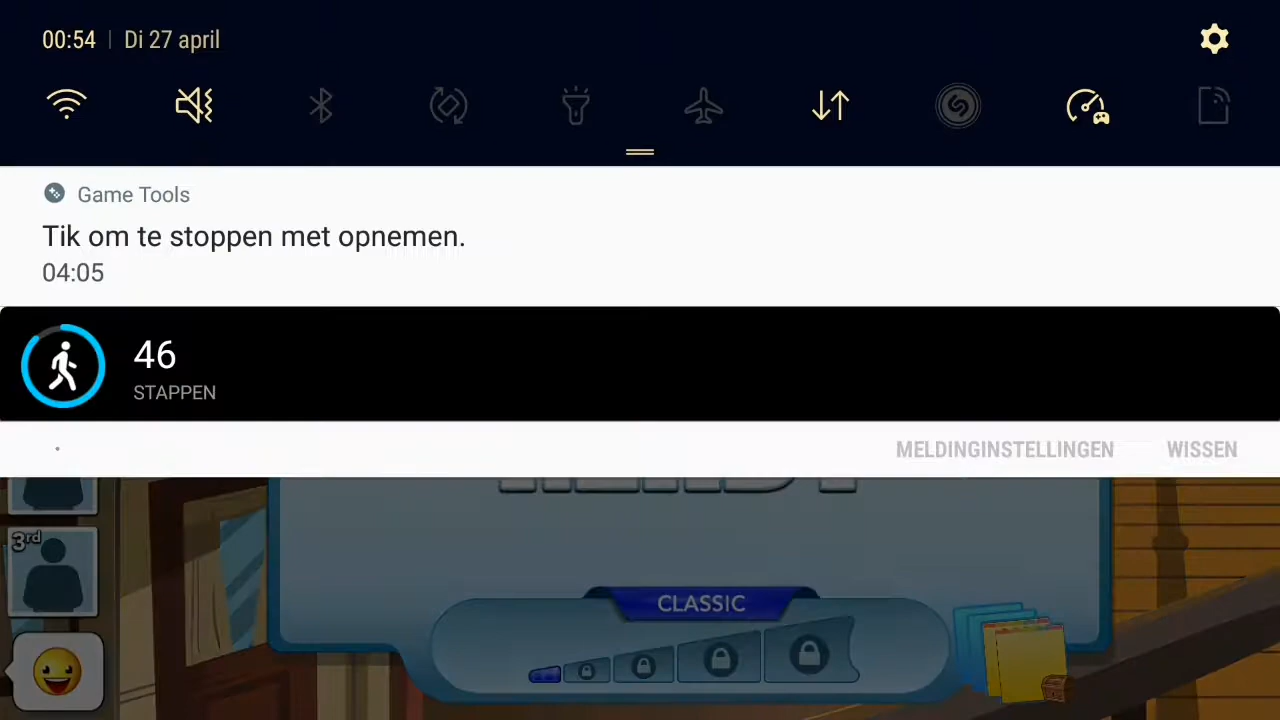 00:54 | Di 27 april
Game Tools
Tik om te stoppen met opnemen.
04:05
46
STAPPEN
MELDINGINSTELLINGEN WISSEN
3rd
CLASSIC